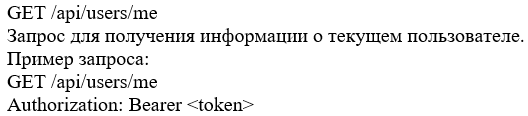 GET /api/users/me
Запрос для получения информации о текущем пользователе.
Пример запроса:
GET /api/users/me
Authorization: Bearer <token>